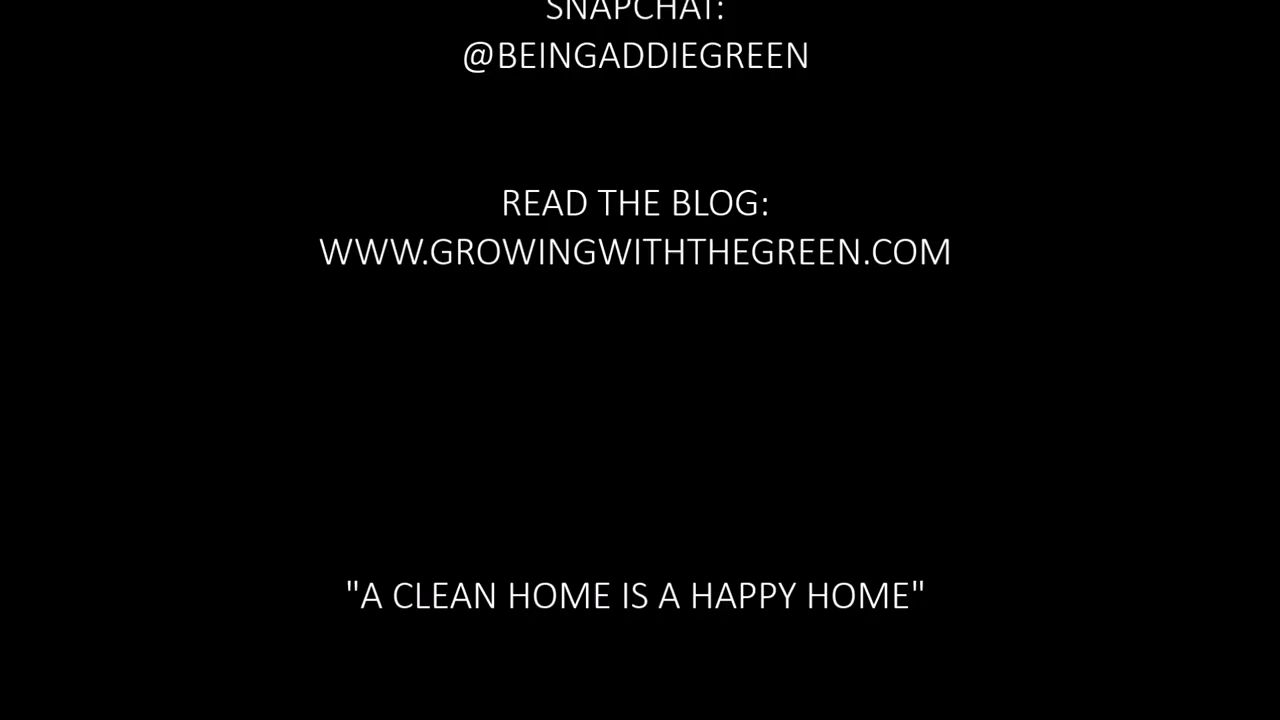 SNAPCHAT:
@BEINGADDIEGREEN
READ THE BLOG:
WWW.GROWINGWITHTHEGREEN.COM
"A CLEAN HOME IS A HAPPY HOME"